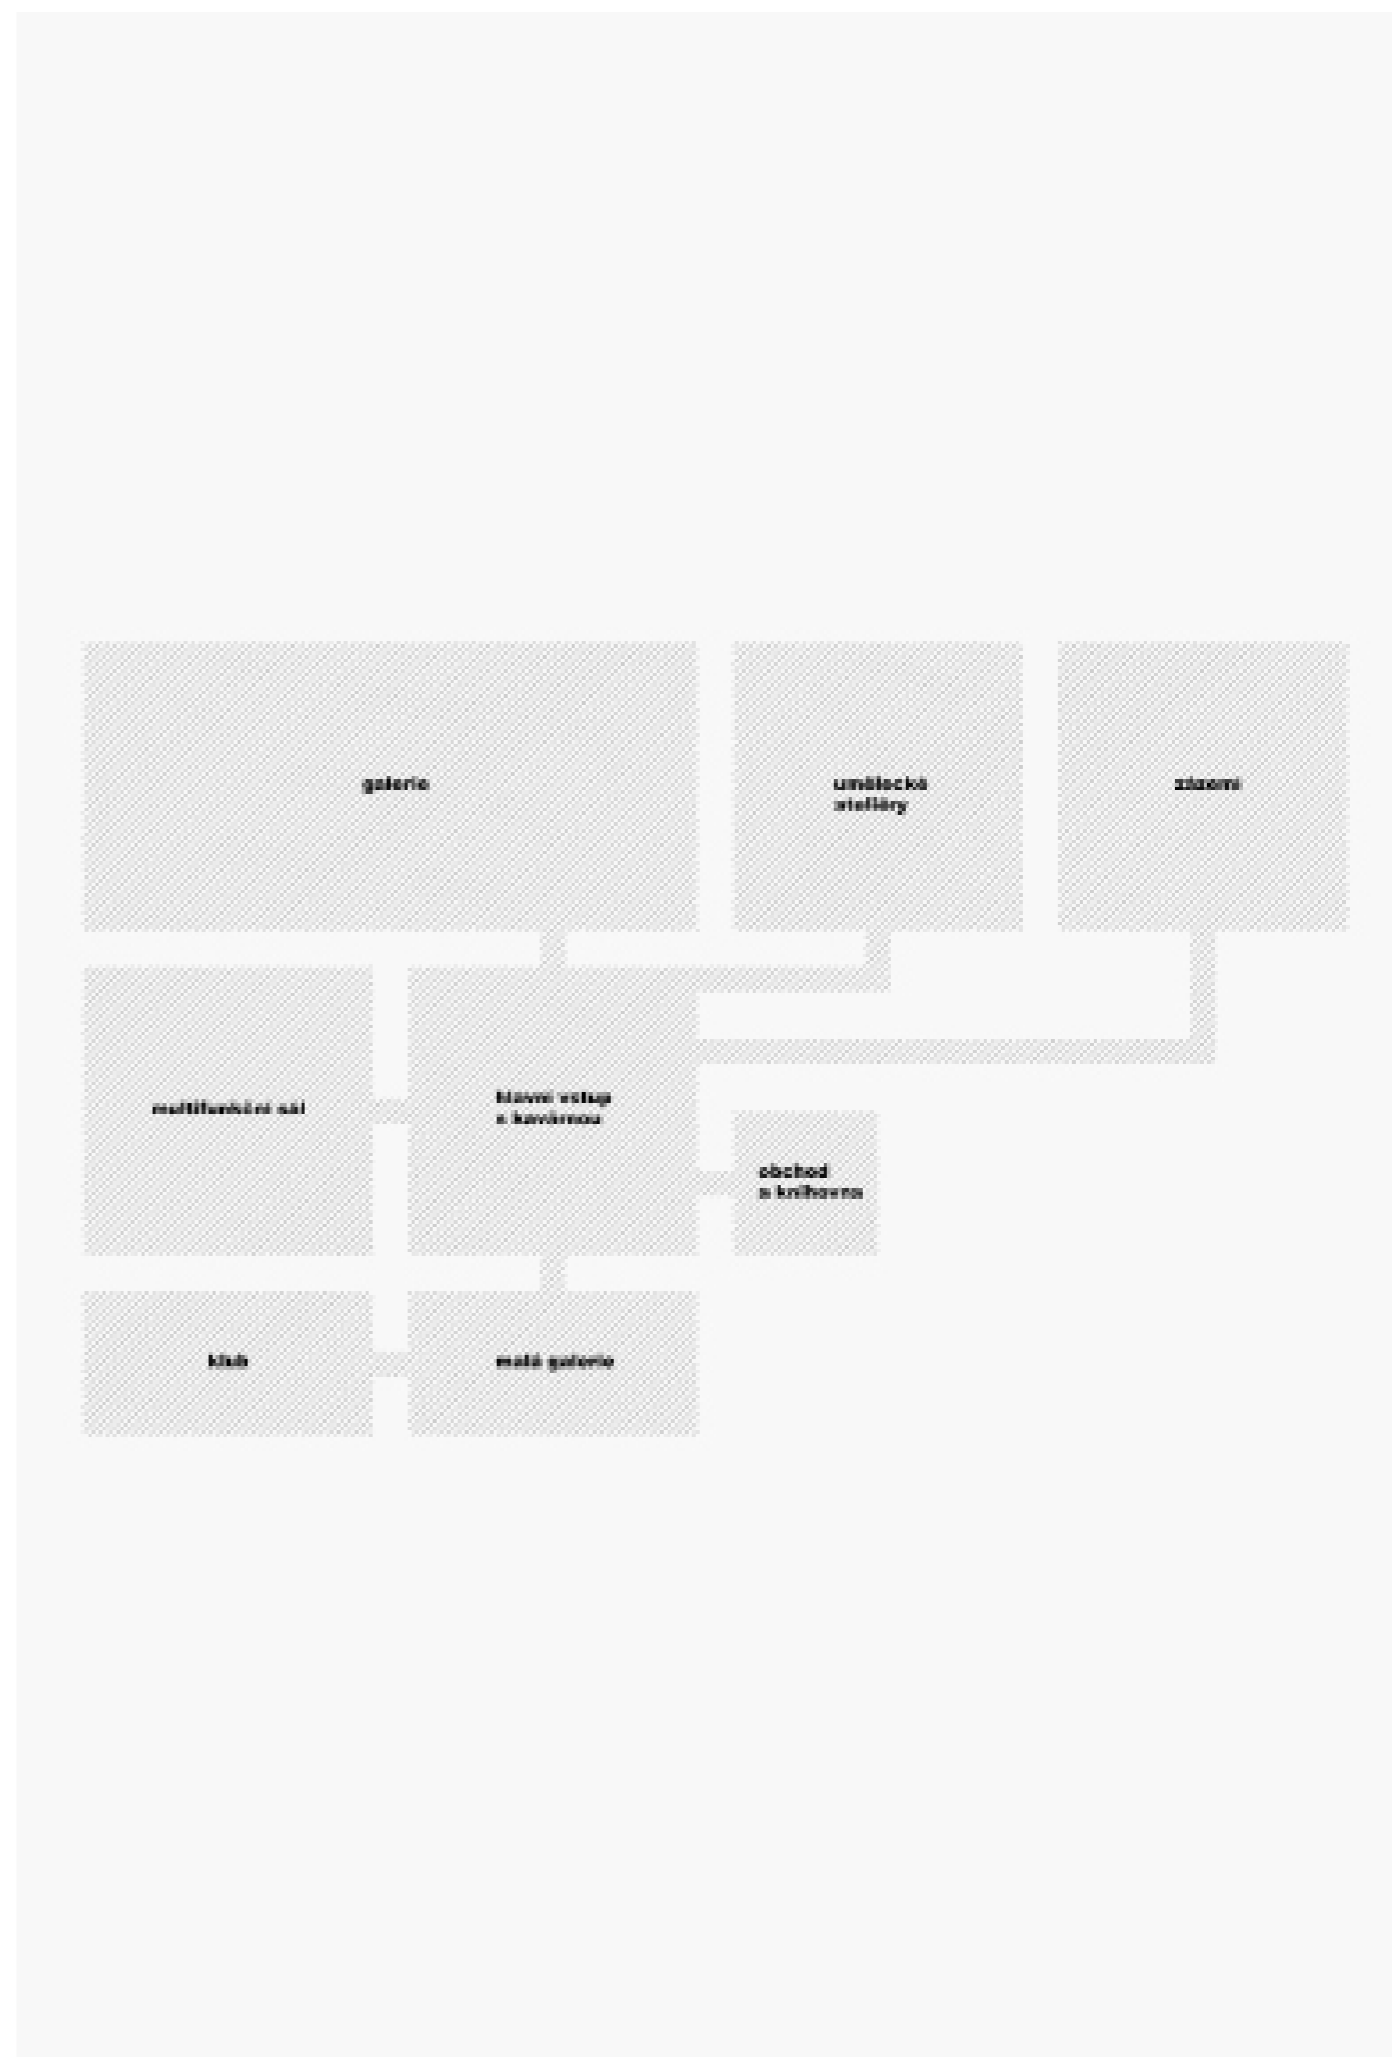 galerie
umělecké
ateliéry
zázemí
multifunkční sál
hlavní vstup
s kavárnou
obchod
a knihovna
klub
malá galerie